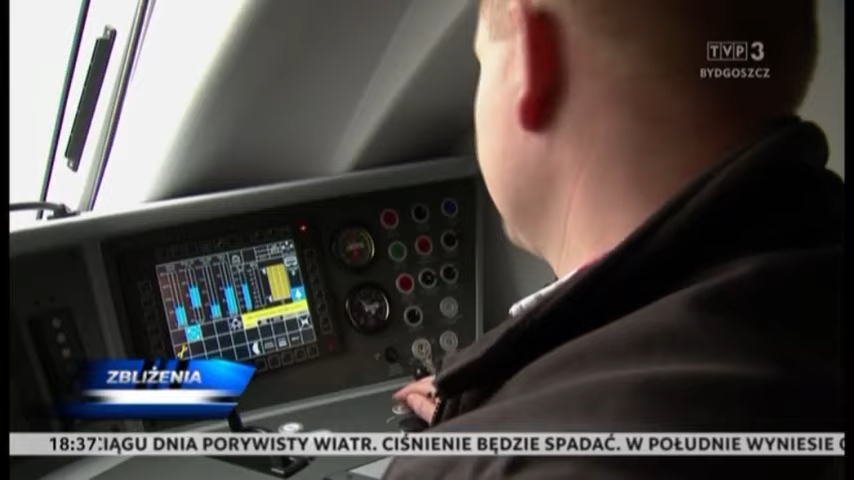 TVP3
BYDGOSZCZ
ZBLIŻENIA
18:37 IĄGU DNIA PORYWISTY WIATR. CIŚNIENIE BĘDZIE SPADAĆ. W POŁUDNIE WYNIESIE